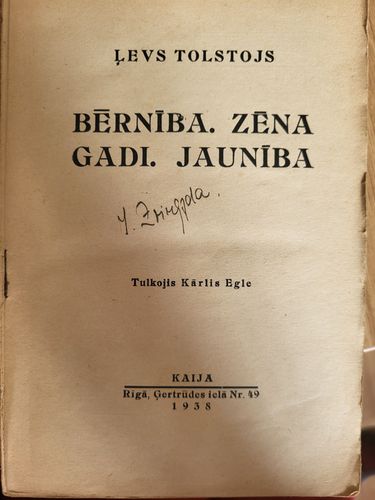 ĻEVS TOLSTOJS
BĒRNĪBA. ZĒNA
GADI. JAUNĪBA
Tulkojis Kārlis Egle
KAIJA
Rīgā, Ģertrūdes ielā Nr. 49
1938